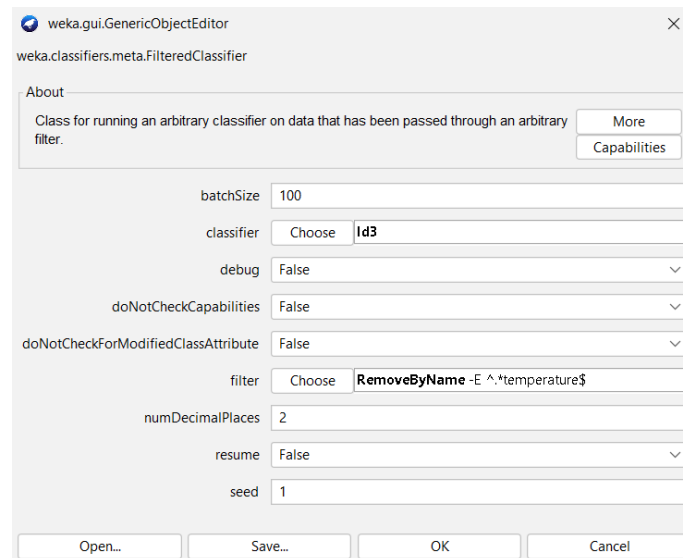 weka.gui.GenericObjectEditor
weka.classifiers.meta.FilteredClassifier
About
Class for running an arbitrary classifier on data that has been passed through an arbitrary
filter.
More
Capabilities
batchSize 100
classifier Choose Id3
debug False
doNotCheckCapabilities False
doNotCheckForModifiedClassAttribute False
filter Choose RemoveByName -E ^.*temperature$
numDecimalPlaces 2
resume False
seed 1
Open... Save... OK Cancel